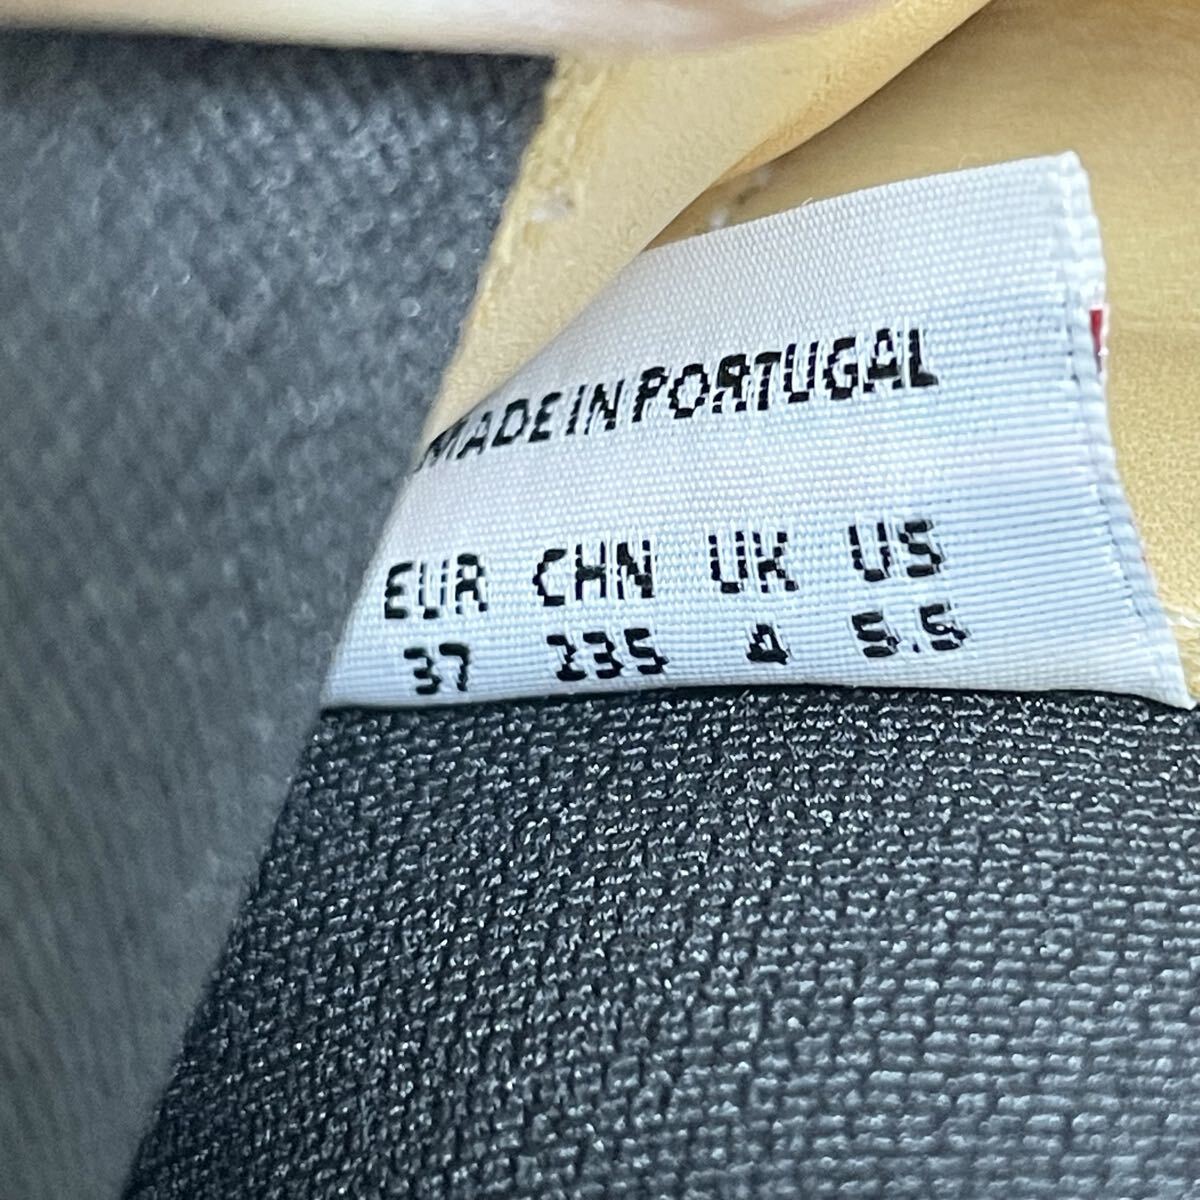 MADE IN PORTUGAL
EUR CHN UK US
37 235 4 5.5